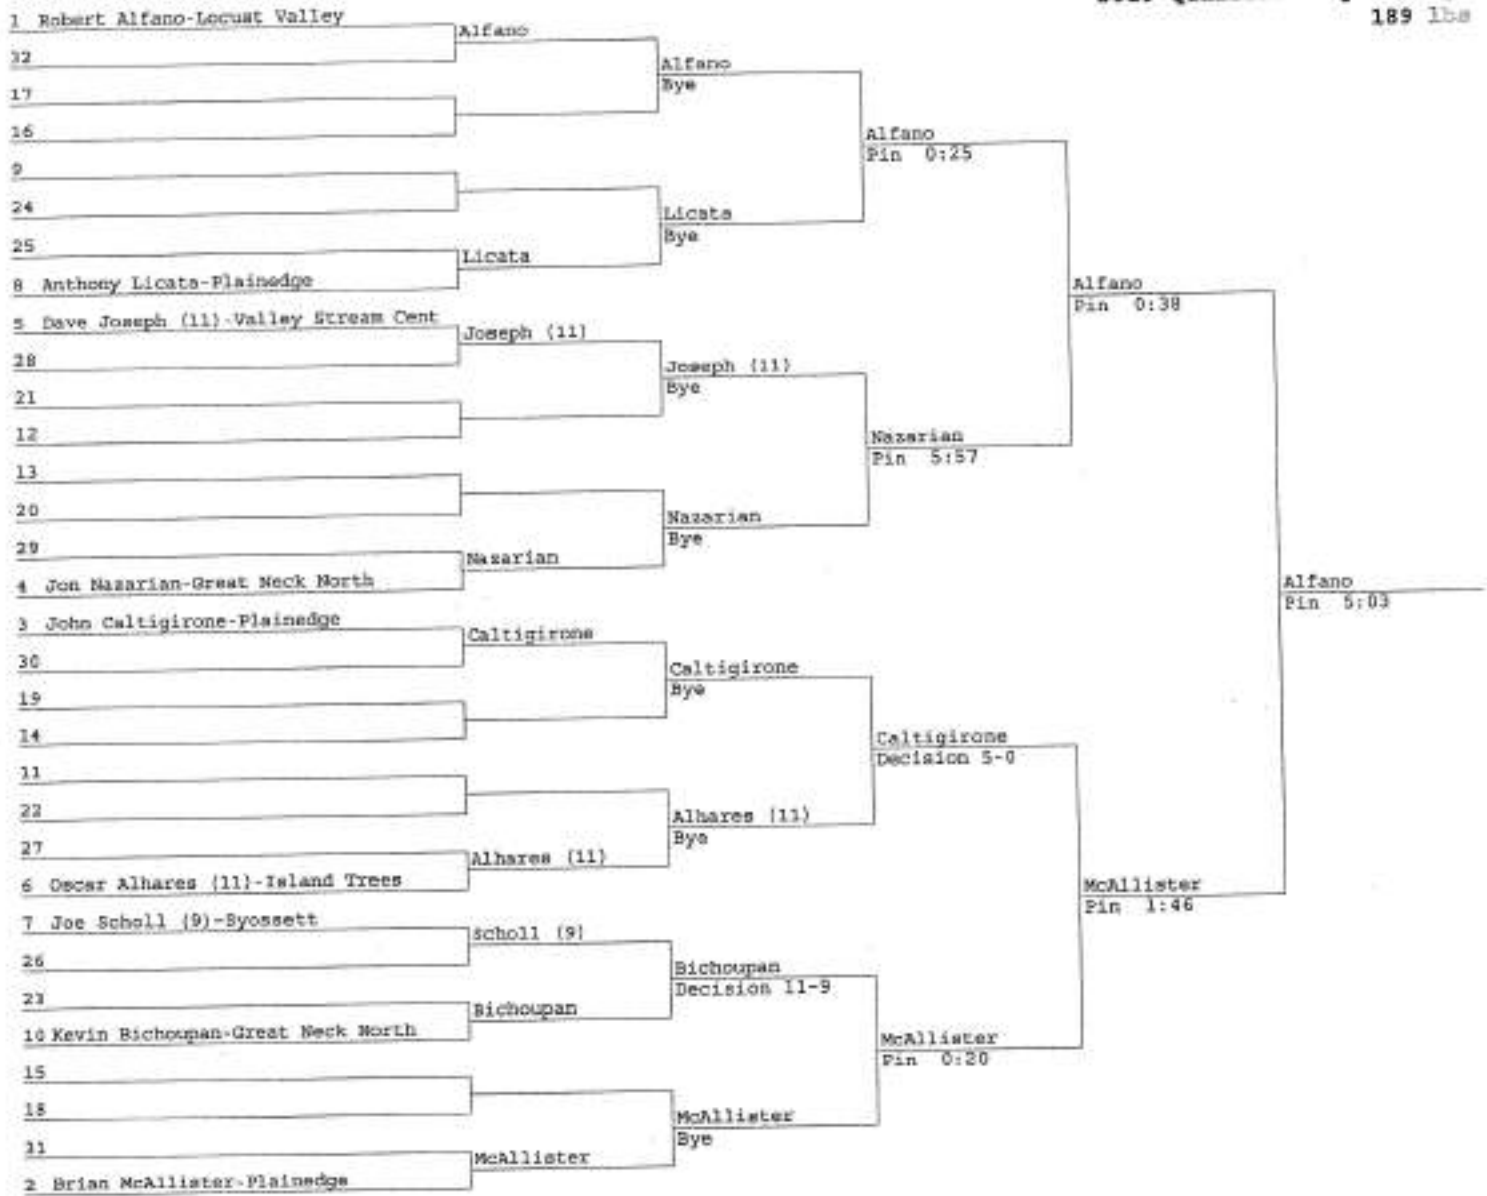 189 lbs
1 Robert Alfano-Locust Valley
32
17
16
9
24
25
8 Anthony Licata-Plainedge
5 Dave Joseph (11)-Valley Stream Cent
28
21
12
13
20
29
4 Jon Nazarian-Great Neck North
3 John Caltigirone-Plainedge
30
19
14
11
22
27
6 Oscar Alhares (11)-Island Trees
7 Joe Scholl (9)-Syossett
26
23
10 Kevin Bichoupan-Great Neck North
15
18
31
2 Brian McAllister-Plainedge
Alfano
Licata
Joseph (11)
Nazarian
Caltigirone
Alhares (11)
Scholl (9)
Bichoupan
McAllister
Alfano
Bye
Licata
Bye
Joseph (11)
Bye
Nazarian
Bye
Caltigirone
Bye
Alhares (11)
Bye
Bichoupan
Decision 11-9
McAllister
Bye
Alfano
Pin 0:25
Nazarian
Pin 5:57
Caltigirone
Decision 5-0
McAllister
Pin 0:20
Alfano
Pin 0:38
McAllister
Pin 1:46
Alfano
Pin 5:03